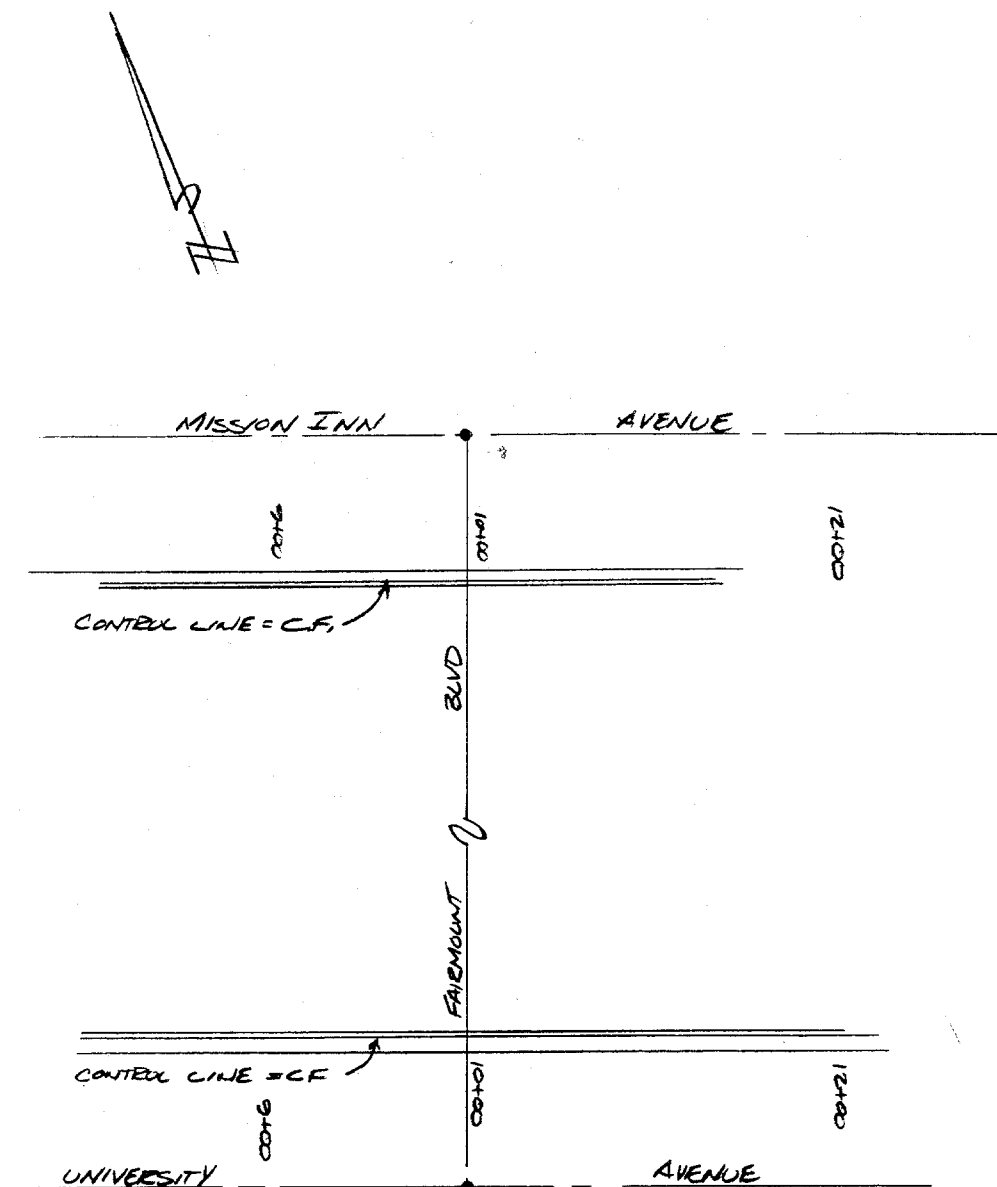 N
MISSION INN AVENUE
9+00
10+00
12+00
CONTROL LINE = C.F.
BLVD
FAIRMOUNT
CONTROL LINE = CF
9+00
10+00
12+00
UNIVERSITY AVENUE